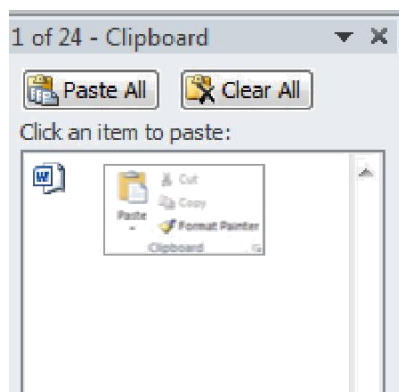 1 of 24 - Clipboard
Paste All Clear All
Click an item to paste:
W
Cut
Copy
Paste
Format Painter
Clipboard